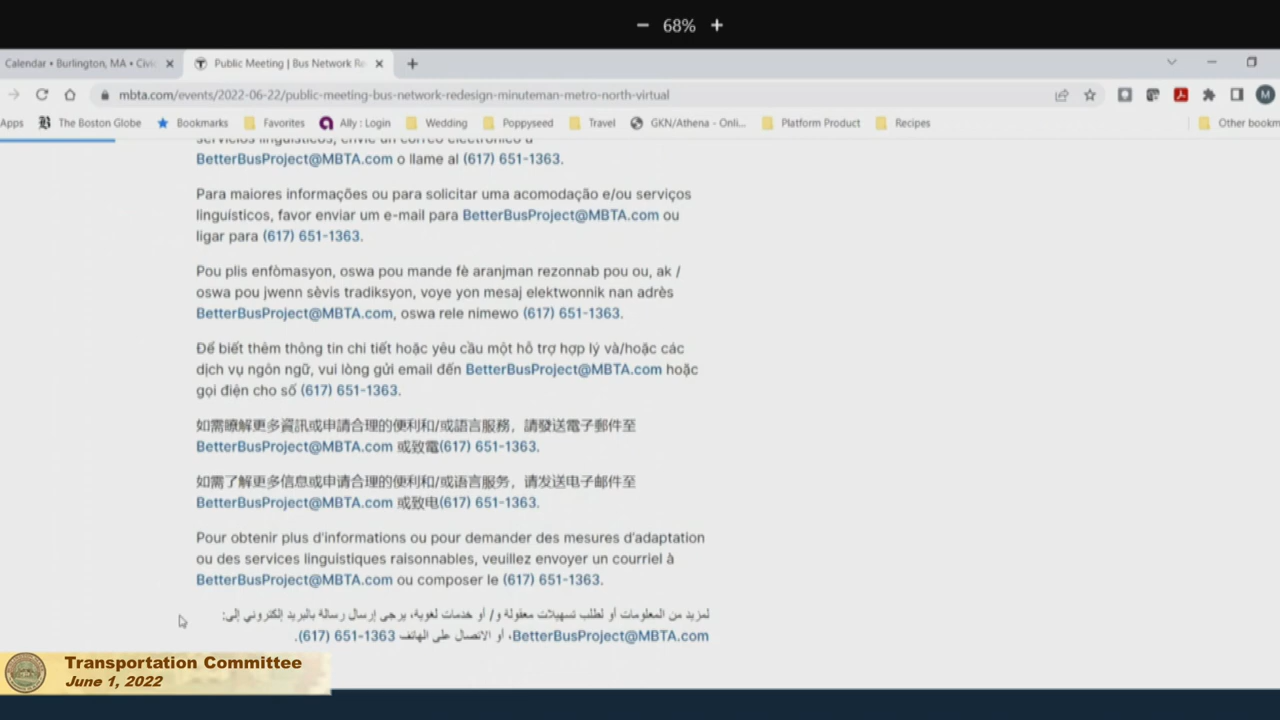 68%
Calendar • Burlington, MA • Civic
Public Meeting | Bus Network Re
mbta.com/events/2022-06-22/public-meeting-bus-network-redesign-minuteman-metro-north-virtual
M
Apps The Boston Globe Bookmarks Favorites Ally : Login Wedding Poppyseed Travel GKN/Athena - Onli... Platform Product Recipes Other bookm
servicios lingüísticos, envíe un correo electrónico a
BetterBusProject@MBTA.com o llame al (617) 651-1363.
Para maiores informações ou para solicitar uma acomodação e/ou serviços
linguísticos, favor enviar um e-mail para BetterBusProject@MBTA.com ou
ligar para (617) 651-1363.
Pou plis enfòmasyon, oswa pou mande fè aranjman rezonnab pou ou, ak /
oswa pou jwenn sèvis tradiksyon, voye yon mesaj elektwonnik nan adrès
BetterBusProject@MBTA.com, oswa rele nimewo (617) 651-1363.
Để biết thêm thông tin chi tiết hoặc yêu cầu một hỗ trợ hợp lý và/hoặc các
dịch vụ ngôn ngữ, vui lòng gửi email đến BetterBusProject@MBTA.com hoặc
gọi điện cho số (617) 651-1363.
如需瞭解更多資訊或申請合理的便利和/或語言服務，請發送電子郵件至
BetterBusProject@MBTA.com 或致電(617) 651-1363.
如需了解更多信息或申请合理的便利和/或语言服务，请发送电子邮件至
BetterBusProject@MBTA.com 或致电(617) 651-1363.
Pour obtenir plus d'informations ou pour demander des mesures d'adaptation
ou des services linguistiques raisonnables, veuillez envoyer un courriel à
BetterBusProject@MBTA.com ou composer le (617) 651-1363.
لمزيد من المعلومات أو لطلب تسهيلات معقولة و/ أو خدمات لغوية، يرجى إرسال رسالة بالبريد إلكتروني إلى:
BetterBusProject@MBTA.com، أو الاتصال على الهاتف 1363-651 (617).
Transportation Committee
June 1, 2022